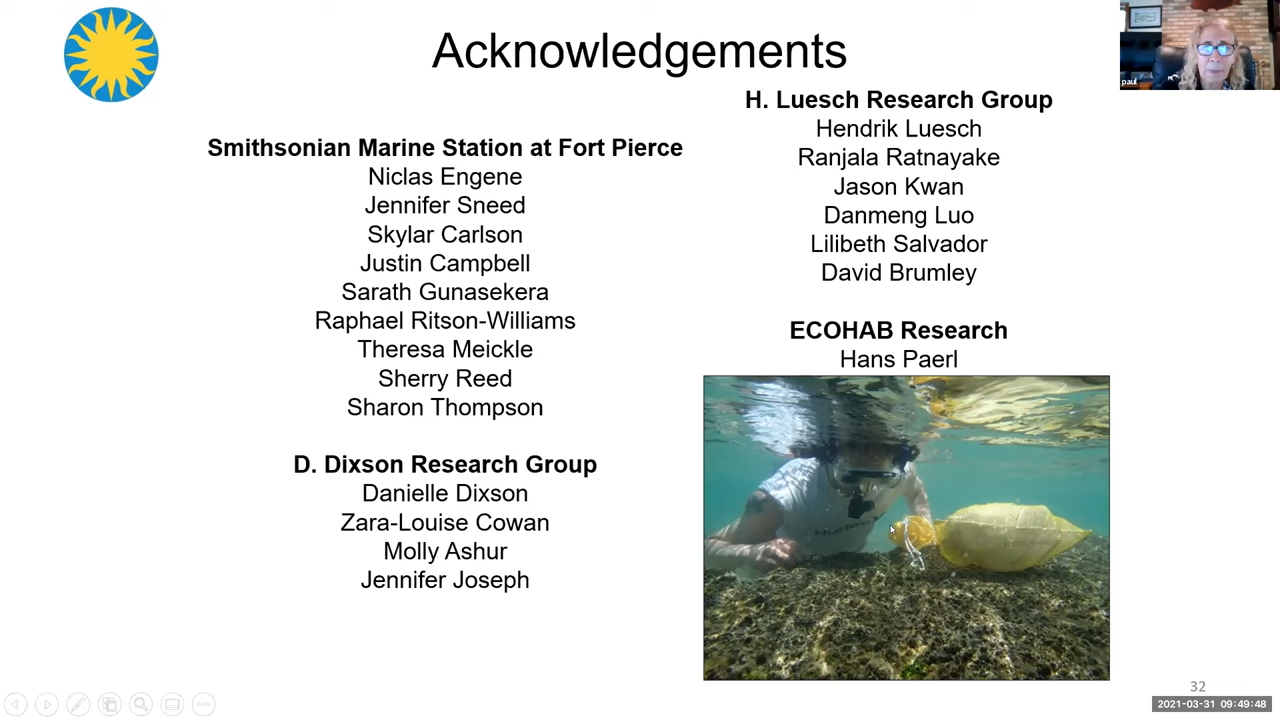 Acknowledgements
Smithsonian Marine Station at Fort Pierce
Niclas Engene
Jennifer Sneed
Skylar Carlson
Justin Campbell
Sarath Gunasekera
Raphael Ritson-Williams
Theresa Meickle
Sherry Reed
Sharon Thompson
D. Dixson Research Group
Danielle Dixson
Zara-Louise Cowan
Molly Ashur
Jennifer Joseph
H. Luesch Research Group
Hendrik Luesch
Ranjala Ratnayake
Jason Kwan
Danmeng Luo
Lilibeth Salvador
David Brumley
ECOHAB Research
Hans Paerl
paul
32
2021-03-31 09:49:48